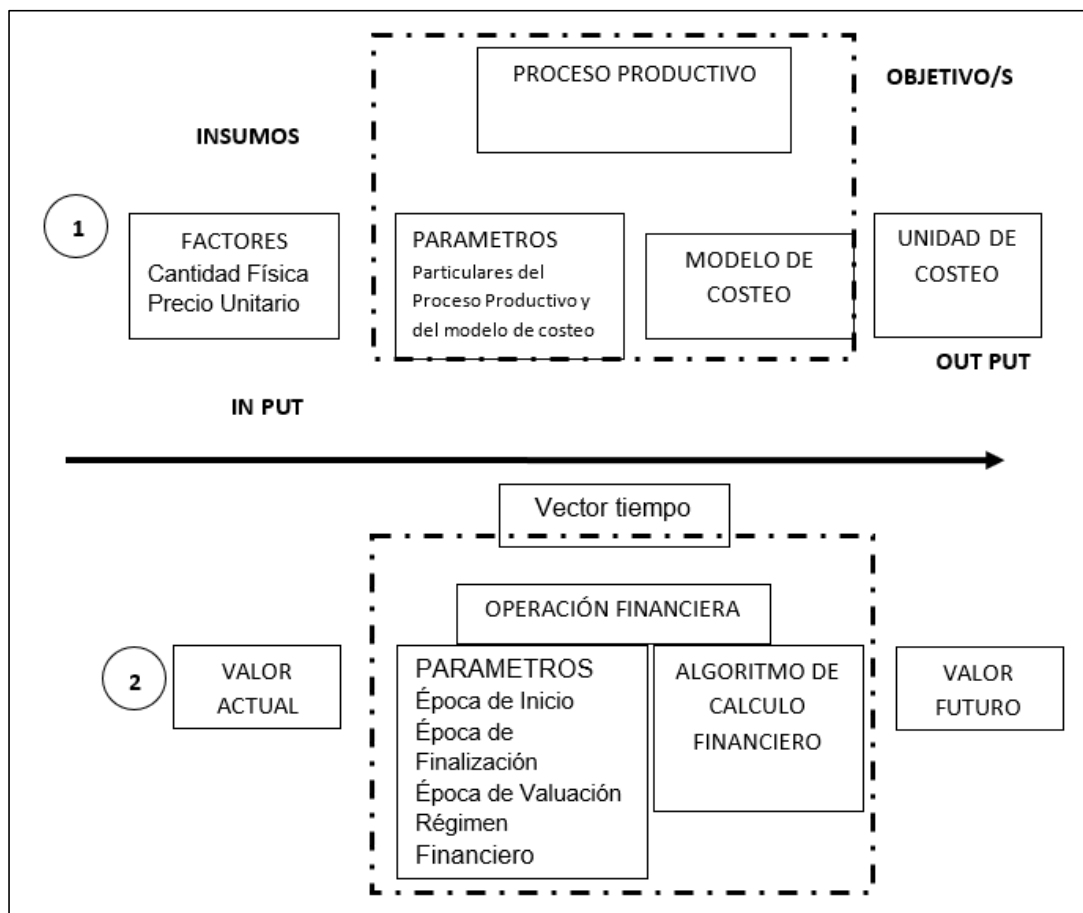 PROCESO PRODUCTIVO
OBJETIVO/S
INSUMOS
1
FACTORES
Cantidad Física
Precio Unitario
PARAMETROS
Particulares del
Proceso Productivo y
del modelo de costeo
MODELO DE
COSTEO
UNIDAD DE
COSTEO
OUT PUT
IN PUT
Vector tiempo
OPERACIÓN FINANCIERA
2
VALOR
ACTUAL
PARAMETROS
Época de Inicio
Época de
Finalización
Época de Valuación
Régimen
Financiero
ALGORITMO DE
CALCULO
FINANCIERO
VALOR
FUTURO